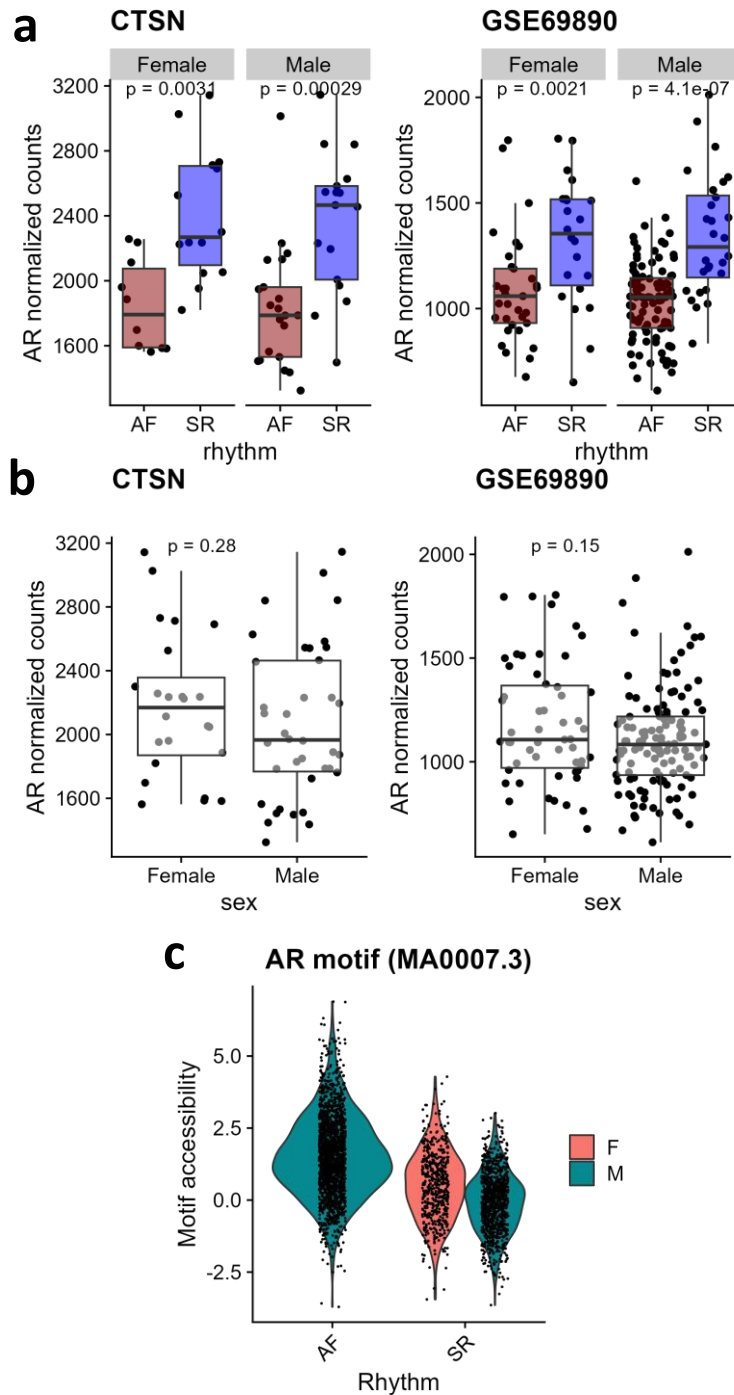 a
CTSN
GSE69890
Female
Male
Female
Male
p = 0.0031
p = 0.00029
p = 0.0021
p = 4.1e-07
3200
2800
2400
2000
1600
AR normalized counts
2000
1500
1000
AR normalized counts
AF
SR
AF
SR
AF
SR
AF
SR
rhythm
rhythm
b
CTSN
GSE69890
p = 0.28
p = 0.15
3200
2800
2400
2000
1600
AR normalized counts
2000
1500
1000
AR normalized counts
Female
Male
Female
Male
sex
sex
c
AR motif (MA0007.3)
5.0
2.5
0.0
-2.5
Motif accessibility
F
M
AF
SR
Rhythm